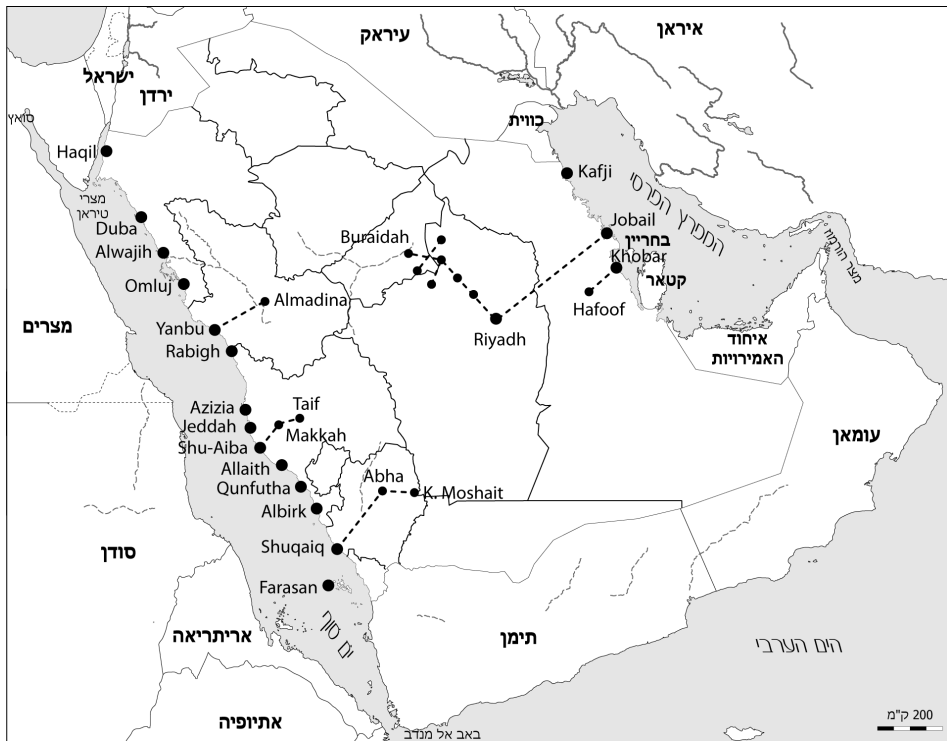 איראן
עיראק
ישראל
ירדן
סואץ
כווית
Haqil
Kafji
מצרי
טיראן
המפרץ הפרסי
Duba
Jobail
בחריין
Buraidah
Alwajih
Khobar
מצר הורמוז
קטאר
Omluj
Almadina
Hafoof
מצרים
Yanbu
Riyadh
איחוד
האמירויות
Rabigh
Azizia
Taif
Jeddah
Makkah
עומאן
Shu-Aiba
Allaith
Abha
Qunfutha
K. Moshait
Albirk
סודן
Shuqaiq
Farasan
ים סוף
אריתריאה
תימן
הים הערבי
אתיופיה
200 ק"מ
באב אל מנדב